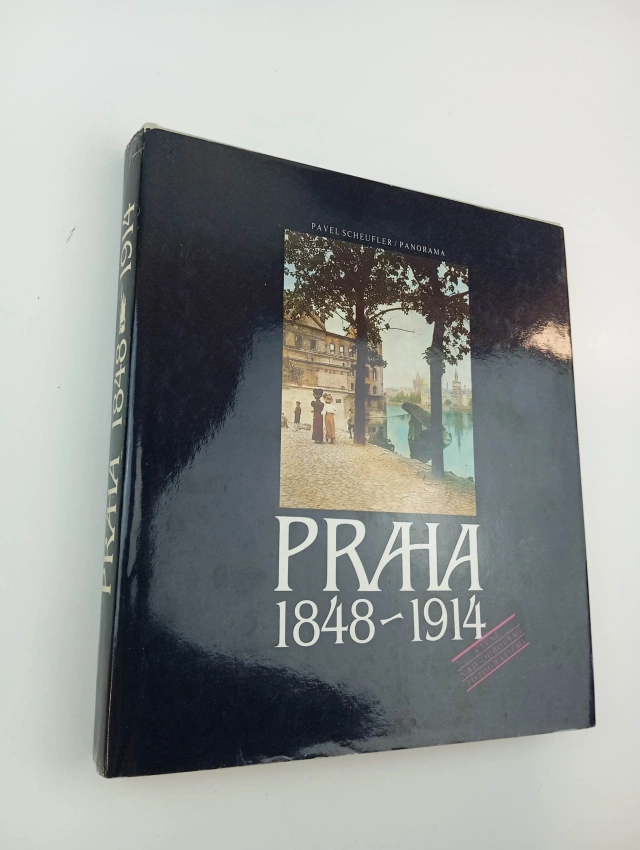 PAVEL SCHEUFLER / PANORAMA
PRAHA
1848–1914
PRAHA 1848 1914